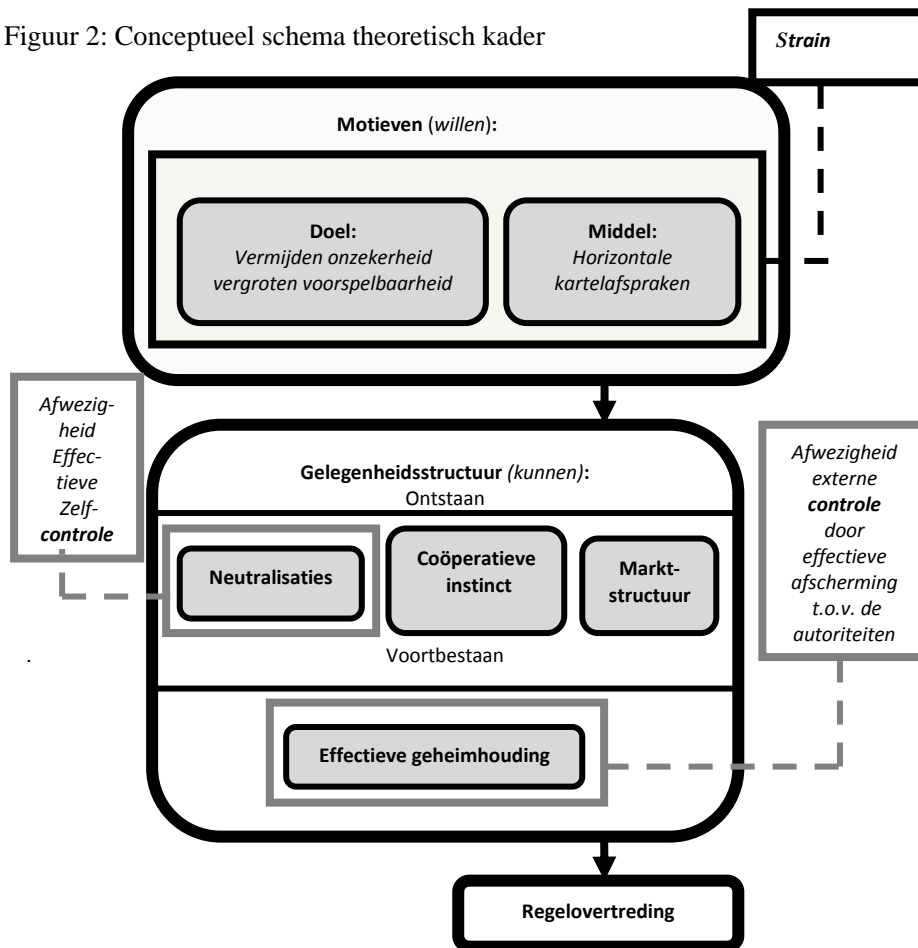 Figuur 2: Conceptueel schema theoretisch kader
Strain
Motieven (willen):
Doel:
Vermijden onzekerheid
vergroten voorspelbaarheid
Middel:
Horizontale
kartelafspraken
Afwezig-
heid
Effec-
tieve
Zelf-
controle
Gelegenheidsstructuur (kunnen):
Ontstaan
Neutralisaties
Coöperatieve
instinct
Markt-
structuur
Voortbestaan
Effectieve geheimhouding
Afwezigheid
externe
controle
door
effectieve
afscherming
t.o.v. de
autoriteiten
.
Regelovertreding